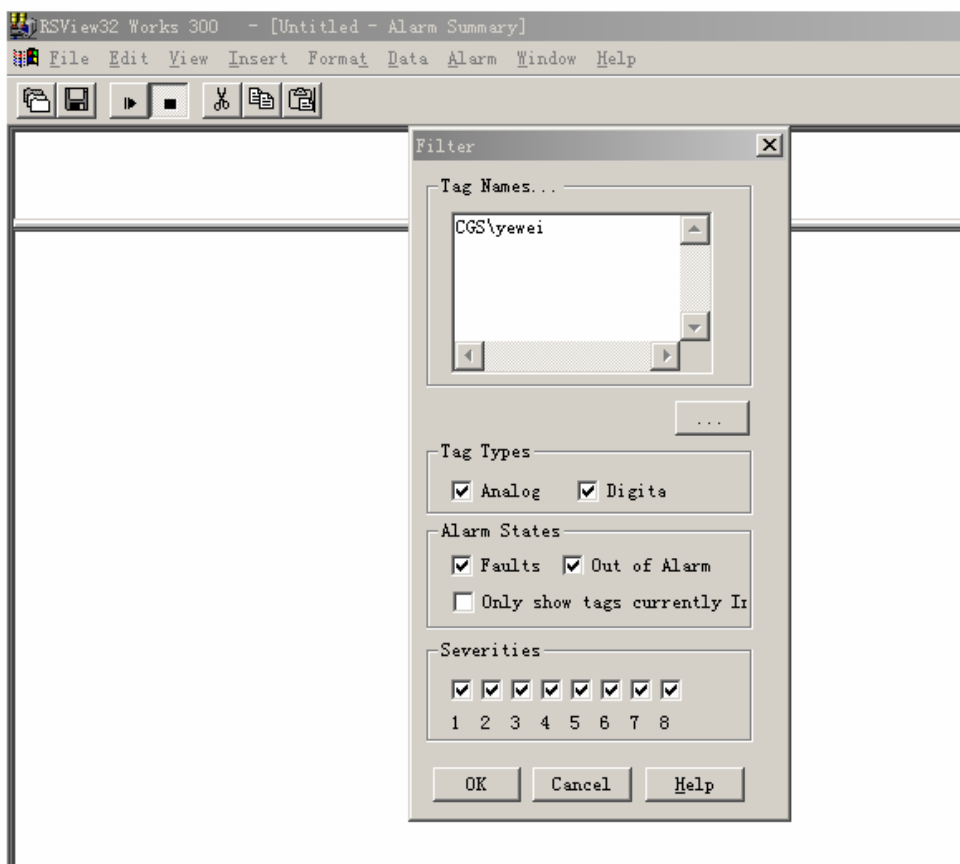 RSView32 Works 300 - [Untitled - Alarm Summary]
File Edit View Insert Format Data Alarm Window Help
Filter
Tag Names...
CGS\yewei
...
Tag Types
Analog Digita
Alarm States
Faults Out of Alarm
Only show tags currently In
Severities
1 2 3 4 5 6 7 8
OK Cancel Help